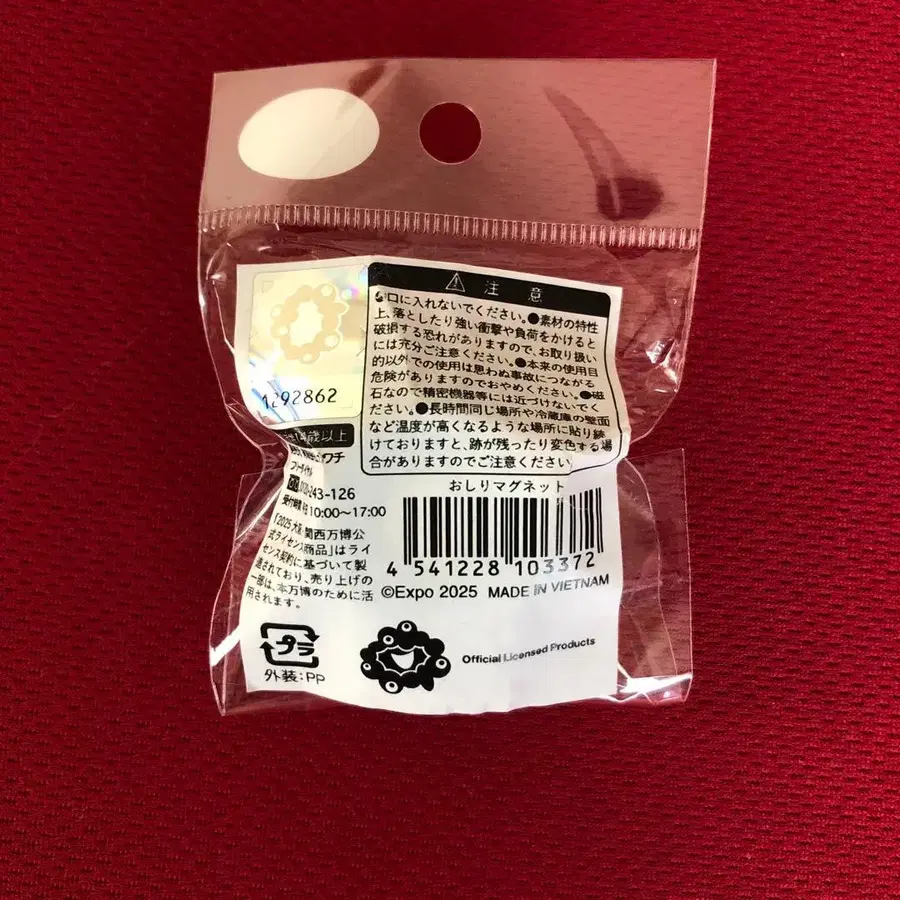 ⚠ 注意
口に入れないでください。●素材の特性
上、落としたり強い衝撃や負荷をかけると
破損する恐れがありますので、お取り扱い
には充分ご注意ください。●本来の使用目
的以外での使用は思わぬ事故につながる
危険がありますのでおやめください。●磁
石なので精密機器等には近づけないでく
ださい。●長時間同じ場所や冷蔵庫の壁面
など温度が高くなるような場所に貼り続
けておりますと、跡が残ったり変色する場
合がありますのでご注意ください
1292862
歳以上
ワチ
フリーダイヤル
-243-126
10:00〜17:00
「2025大阪・関西万博公
式ライセンス商品」はライ
センス契約に基づいて製
造されており、売り上げの
一部は、本万博のために活
用されます。
おしりマグネット
4 541228 103372
©Expo 2025 MADE IN VIETNAM
プラ
外装:PP
Official Licensed Products